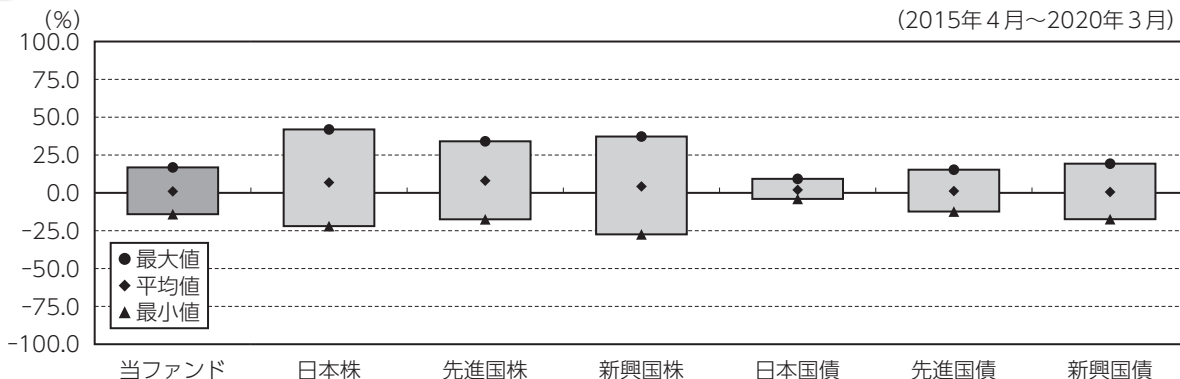 (%)
(2015年4月～2020年3月)
100.0
75.0
50.0
25.0
0.0
-25.0
-50.0
-75.0
-100.0
●最大値
◆平均値
▲最小値
当ファンド 日本株 先進国株 新興国株 日本国債 先進国債 新興国債